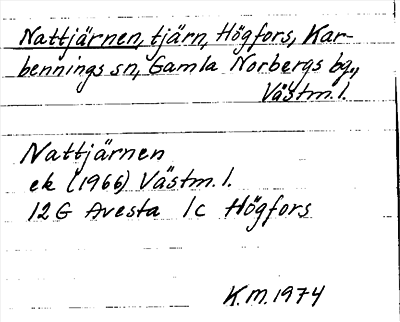 Nattjärnen, tjärn, Högfors, Kar-
bennings sn, Gamla Norbergs bg.,
Västm.l.
Nattjärnen
ek (1966) Västm. l.
12 G Avesta 1c Högfors
K.M. 1974